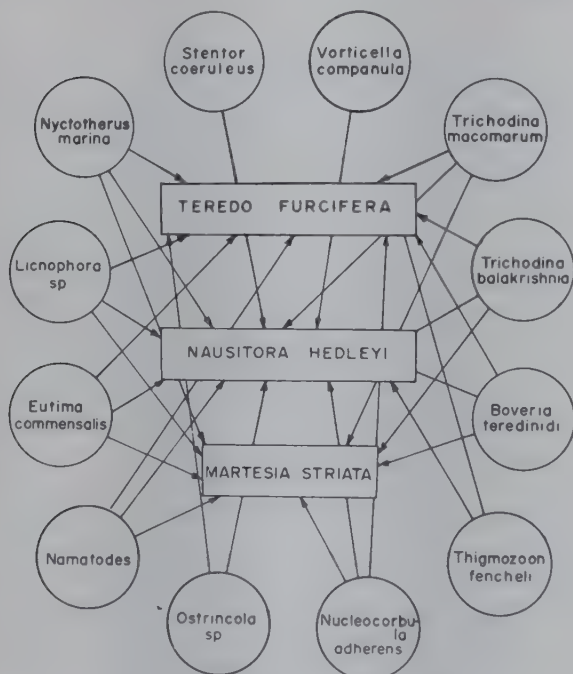 Stentor
coeruleus
Vorticella
companula
Nyctotherus
marina
Trichodina
macomarum
TEREDO FURCIFERA
Licnophora
sp
Trichodina
balakrishnia
NAUSITORA HEDLEYI
Eutima
commensalis
Boveria
teredinidi
MARTESIA STRIATA
Namatodes
Thigmozoon
fencheli
Ostrincola
sp
Nucleocorbu-
la
adherens